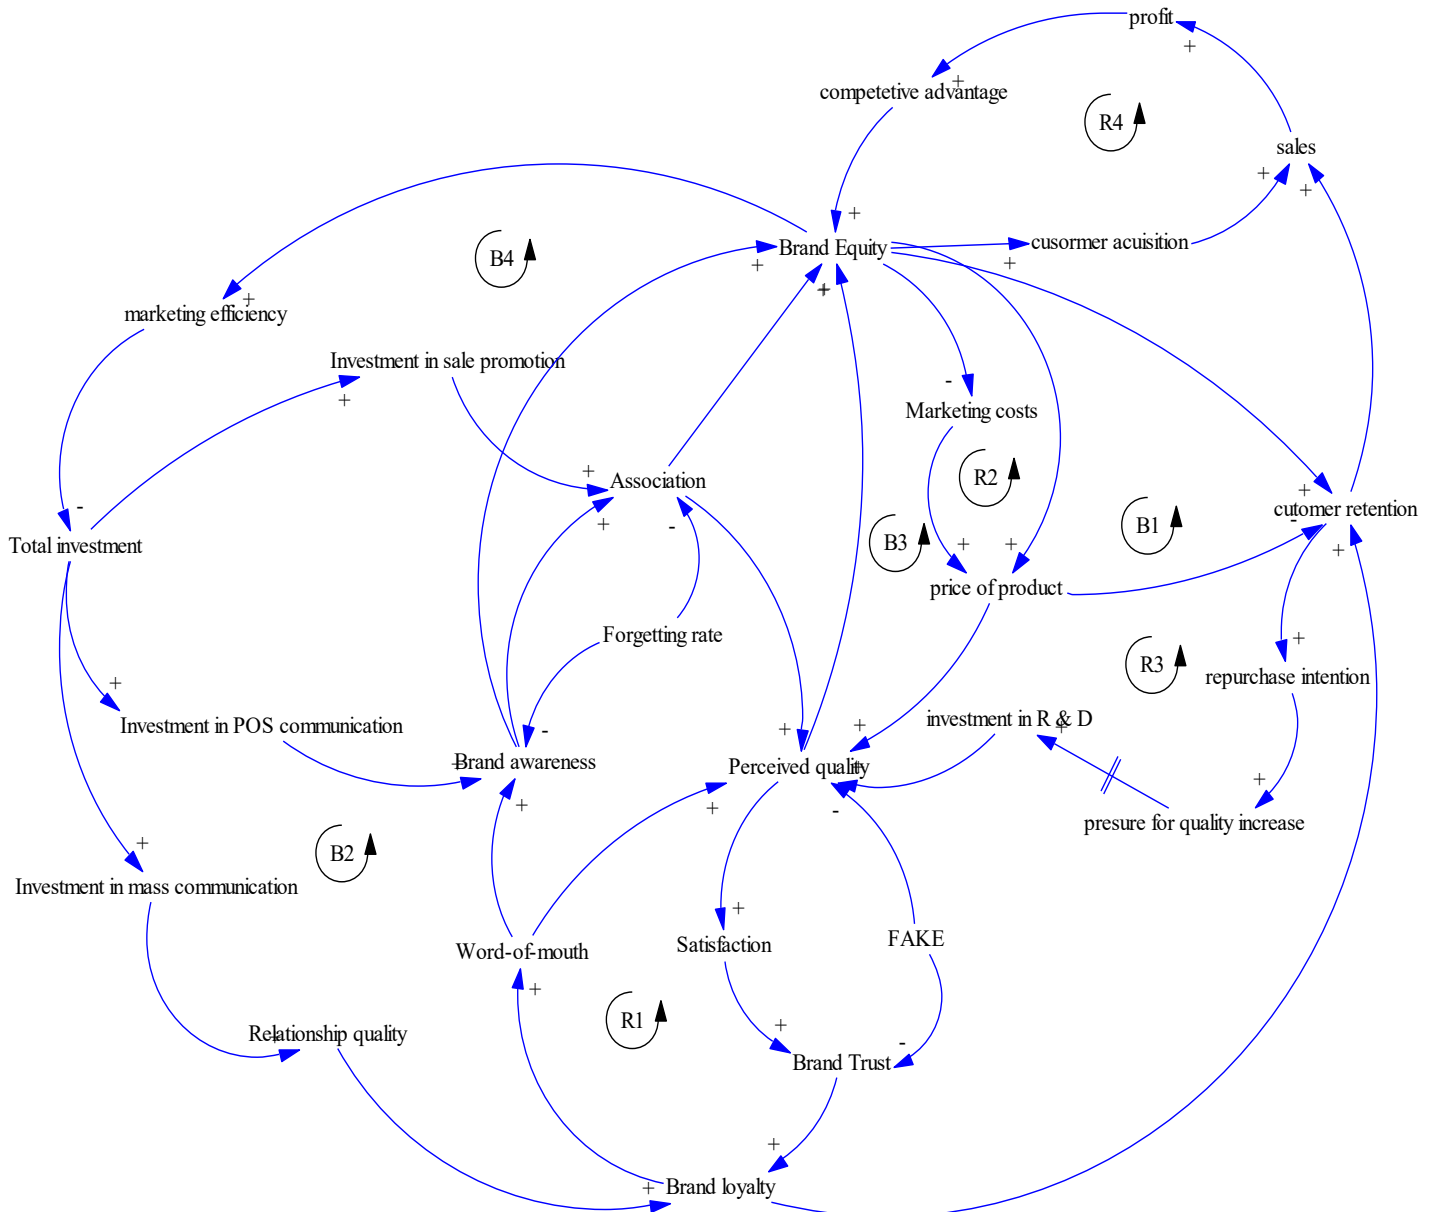 profit
+
competetive advantage
+
R4
sales
+
+
+
Brand Equity
+
+
cusormer acuisition
+
B4
marketing efficiency
+
+
Investment in sale promotion
+
-
Marketing costs
Association
+
+
-
R2
cutomer retention
+
-
+
B1
Total investment
-
B3
+
+
price of product
Forgetting rate
-
R3
+
repurchase intention
+
Investment in POS communication
+
Brand awareness
+
+
+
Perceived quality
+
-
investment in R & D
+
+
presure for quality increase
B2
+
Investment in mass communication
+
Word-of-mouth
+
+
Satisfaction
FAKE
R1
+
-
Relationship quality
+
Brand Trust
+
+
Brand loyalty